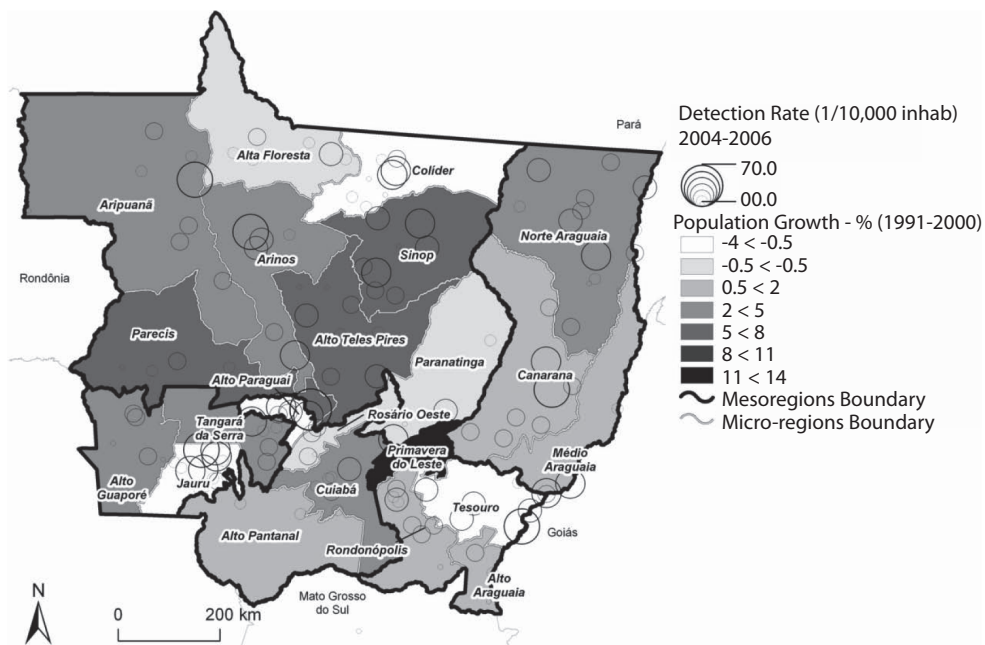 Detection Rate (1/10,000 inhab)
2004-2006
70.0
00.0
Population Growth - % (1991-2000)
-4 < -0.5
-0.5 < -0.5
0.5 < 2
2 < 5
5 < 8
8 < 11
11 < 14
Mesoregions Boundary
Micro-regions Boundary
Pará
Alta Floresta
Colíder
Aripuanã
Norte Araguaia
Arinos
Sinop
Rondônia
Parecis
Alto Teles Pires
Paranatinga
Canarana
Alto Paraguai
Rosário Oeste
Tangará
da Serra
Primavera
do Leste
Médio
Araguaia
Alto
Guaporé
Jauru
Cuiabá
Tesouro
Goiás
Alto Pantanal
Rondonópolis
Alto
Araguaia
Mato Grosso
do Sul
N
0
200 km